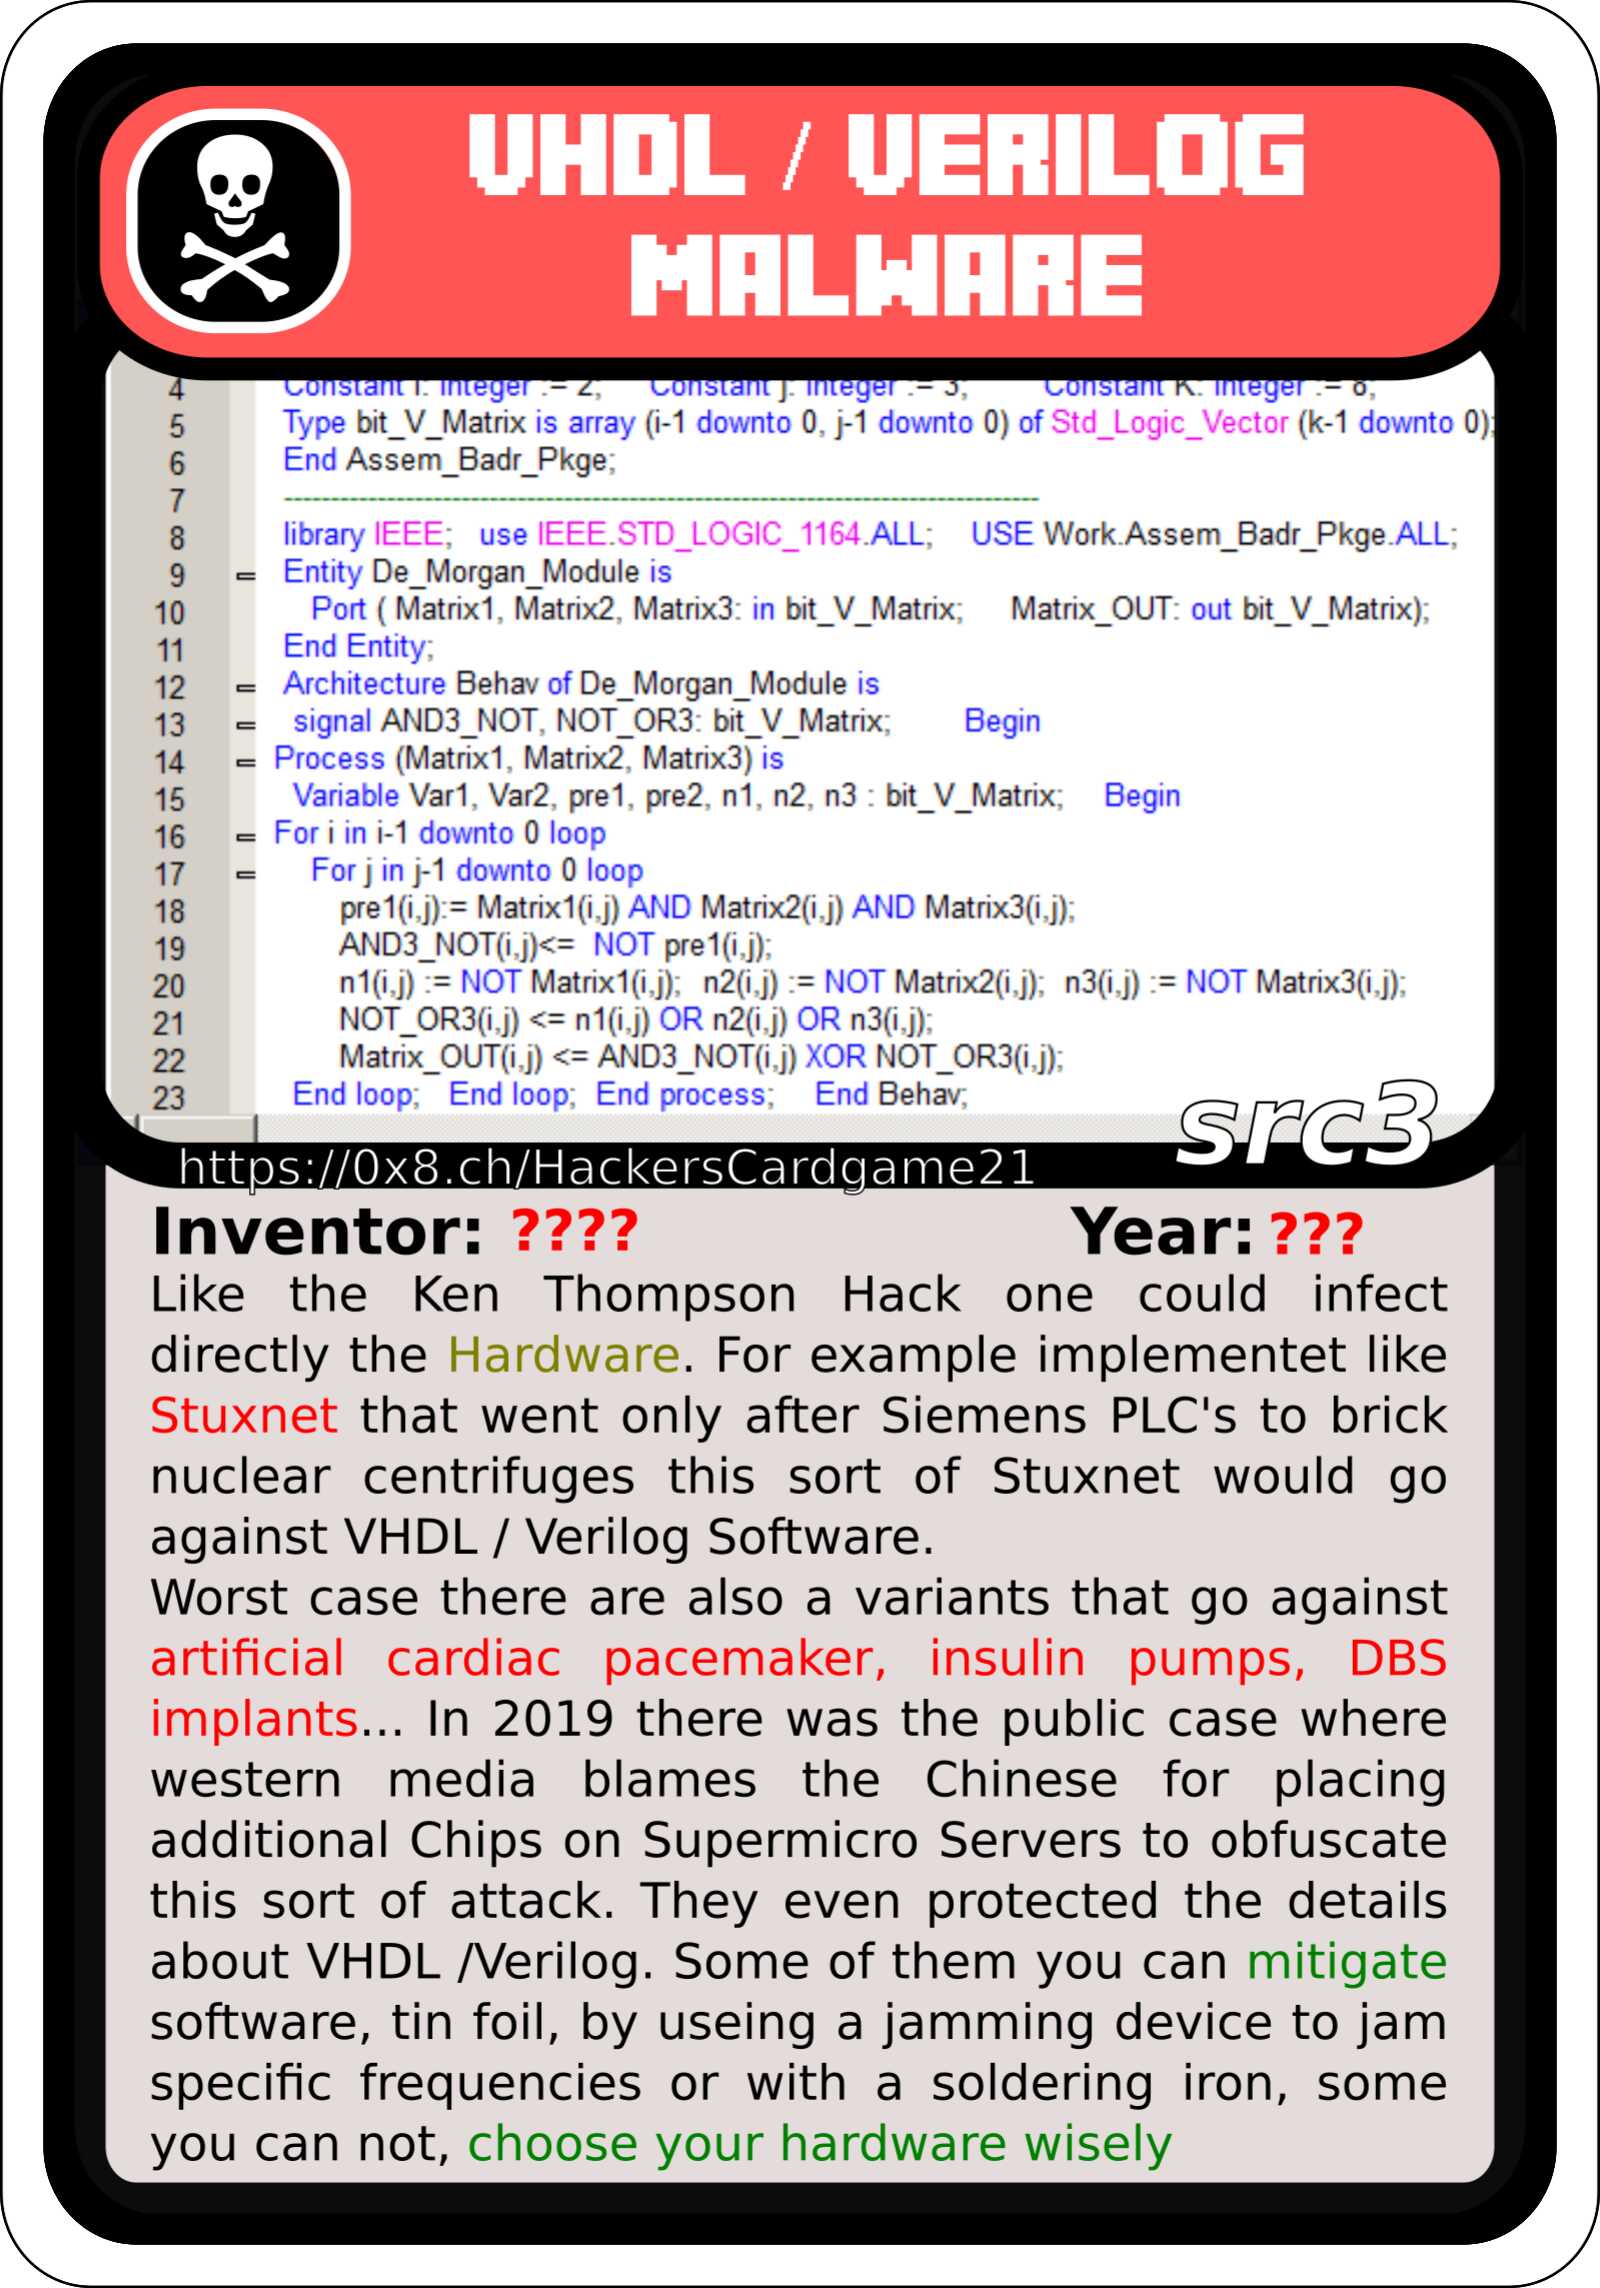 VHDL / VERILOG
MALWARE
4 Constant i: integer := 2; Constant j: integer := 3; Constant K: integer := 8;
5 Type bit_V_Matrix is array (i-1 downto 0, j-1 downto 0) of Std_Logic_Vector (k-1 downto 0);
6 End Assem_Badr_Pkge;
7 --------------------------------------------------------------------------------
8 library IEEE; use IEEE.STD_LOGIC_1164.ALL; USE Work.Assem_Badr_Pkge.ALL;
9 Entity De_Morgan_Module is
10 Port ( Matrix1, Matrix2, Matrix3: in bit_V_Matrix; Matrix_OUT: out bit_V_Matrix);
11 End Entity;
12 Architecture Behav of De_Morgan_Module is
13 signal AND3_NOT, NOT_OR3: bit_V_Matrix; Begin
14 Process (Matrix1, Matrix2, Matrix3) is
15 Variable Var1, Var2, pre1, pre2, n1, n2, n3 : bit_V_Matrix; Begin
16 For i in i-1 downto 0 loop
17 For j in j-1 downto 0 loop
18 pre1(i,j):= Matrix1(i,j) AND Matrix2(i,j) AND Matrix3(i,j);
19 AND3_NOT(i,j)<= NOT pre1(i,j);
20 n1(i,j) := NOT Matrix1(i,j); n2(i,j) := NOT Matrix2(i,j); n3(i,j) := NOT Matrix3(i,j);
21 NOT_OR3(i,j) <= n1(i,j) OR n2(i,j) OR n3(i,j);
22 Matrix_OUT(i,j) <= AND3_NOT(i,j) XOR NOT_OR3(i,j);
23 End loop; End loop; End process; End Behav;
src3
https://0x8.ch/HackersCardgame21
Inventor: ???? Year: ???
Like the Ken Thompson Hack one could infect
directly the Hardware. For example implementet like
Stuxnet that went only after Siemens PLC's to brick
nuclear centrifuges this sort of Stuxnet would go
against VHDL / Verilog Software.
Worst case there are also a variants that go against
artificial cardiac pacemaker, insulin pumps, DBS
implants... In 2019 there was the public case where
western media blames the Chinese for placing
additional Chips on Supermicro Servers to obfuscate
this sort of attack. They even protected the details
about VHDL /Verilog. Some of them you can mitigate
software, tin foil, by useing a jamming device to jam
specific frequencies or with a soldering iron, some
you can not, choose your hardware wisely